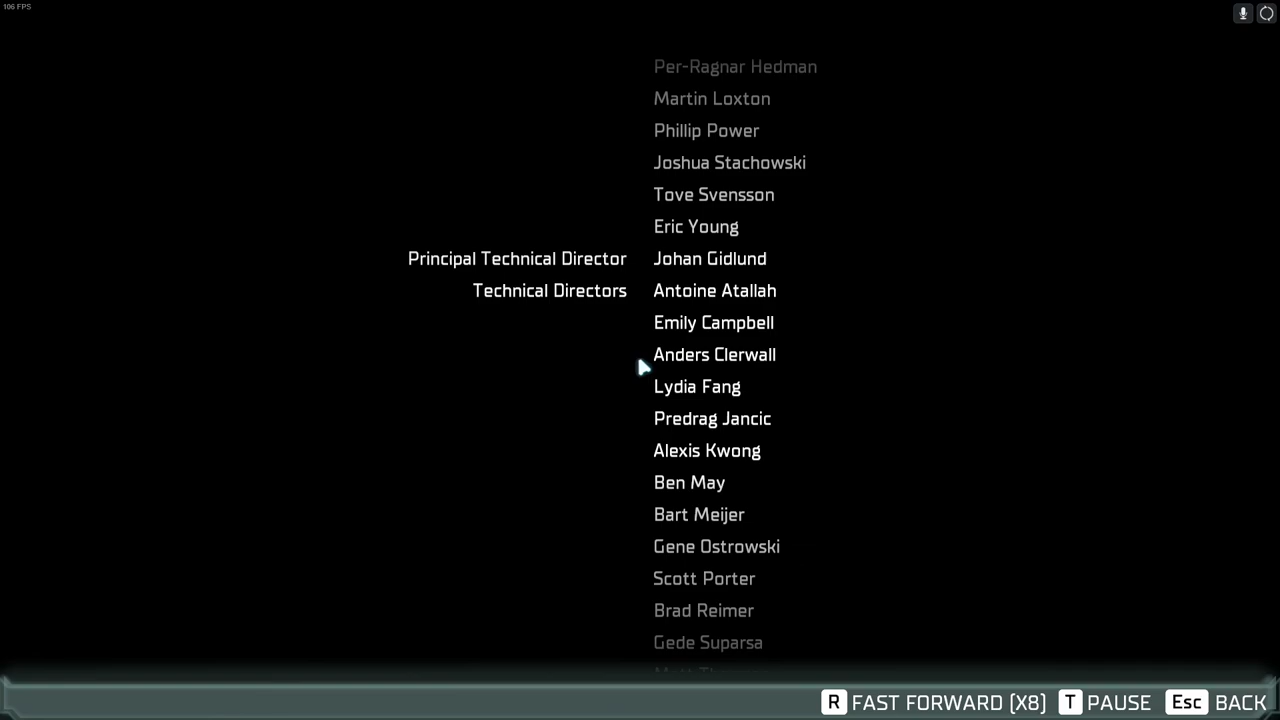 106 FPS
Per-Ragnar Hedman
Martin Loxton
Phillip Power
Joshua Stachowski
Tove Svensson
Eric Young
Principal Technical Director Johan Gidlund
Technical Directors Antoine Atallah
Emily Campbell
Anders Clerwall
Lydia Fang
Predrag Jancic
Alexis Kwong
Ben May
Bart Meijer
Gene Ostrowski
Scott Porter
Brad Reimer
Gede Suparsa
R FAST FORWARD [X8] T PAUSE Esc BACK